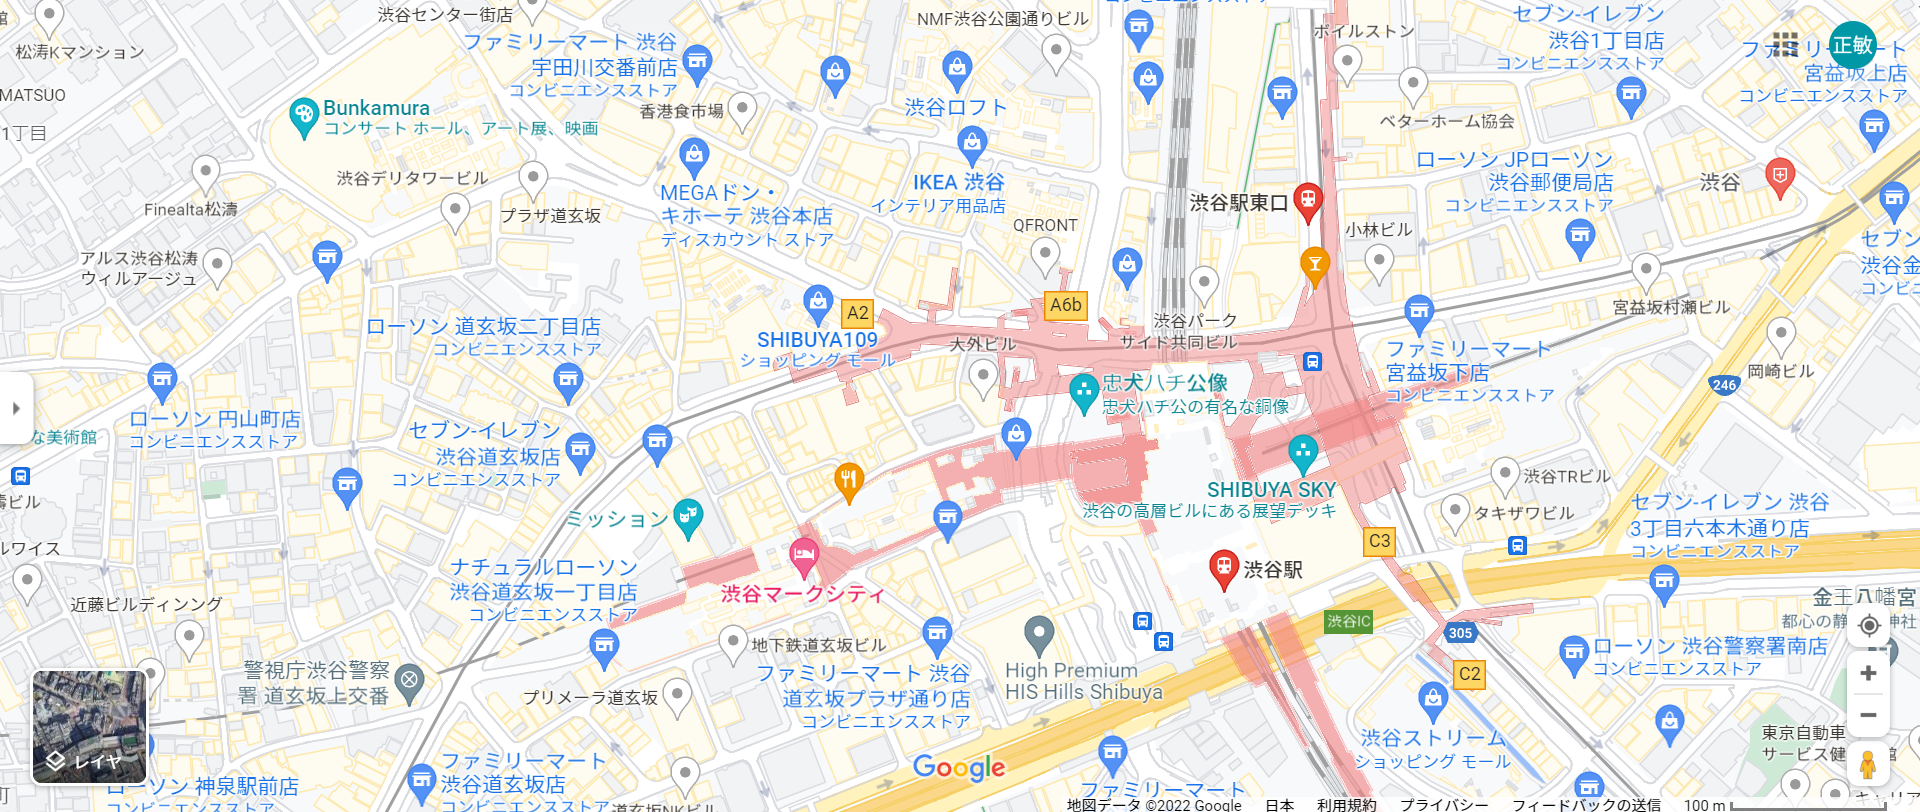 渋谷センター街店
松涛Kマンション
MATSUO
1丁目
Bunkamura
コンサート ホール、アート展、映画
ファミリーマート 渋谷
宇田川交番前店
コンビニエンスストア
香港食市場
NMF渋谷公園通りビル
渋谷ロフト
ボイルストン
セブン-イレブン
渋谷1丁目店
コンビニエンスストア
正敏
宮益坂上店
コンビニエンスストア
ベターホーム協会
ローソン JPローソン
渋谷郵便局店
コンビニエンスストア
渋谷
渋谷デリタワービル
Finealta松濤
プラザ道玄坂
MEGAドン・
キホーテ 渋谷本店
ディスカウント ストア
IKEA 渋谷
インテリア用品店
QFRONT
渋谷駅東口
小林ビル
アルス渋谷松涛
ウィルアージュ
セブン
渋谷金
宮益坂村瀬ビル
A2
A6b
SHIBUYA109
ショッピング モール
大外ビル
渋谷パーク
サイド共同ビル
ローソン 道玄坂二丁目店
コンビニエンスストア
ファミリーマート
宮益坂下店
コンビニエンスストア
岡崎ビル
246
忠犬ハチ公像
忠犬ハチ公の有名な銅像
ローソン 円山町店
コンビニエンスストア
な美術館
セブン-イレブン
渋谷道玄坂店
コンビニエンスストア
SHIBUYA SKY
渋谷の高層ビルにある展望デッキ
渋谷TRビル
タキザワビル
セブン-イレブン 渋谷
3丁目六本木通り店
コンビニエンスストア
ミッション
C3
ルワイス
ナチュラルローソン
渋谷道玄坂一丁目店
コンビニエンスストア
渋谷マークシティ
渋谷駅
近藤ビルディンング
渋谷IC
305
金王八幡宮
都心の静
神社
地下鉄道玄坂ビル
ローソン 渋谷警察署南店
コンビニエンスストア
警視庁渋谷警察
署 道玄坂上交番
プリメーラ道玄坂
ファミリーマート 渋谷
道玄坂プラザ通り店
コンビニエンスストア
High Premium
HIS Hills Shibuya
C2
渋谷ストリーム
ショッピング モール
東京自動車
サービス健
レイヤ
ローソン 神泉駅前店
ファミリーマート
渋谷道玄坂店
コンビニエンスストア
道玄坂NKビル
Google
ファミリーマート
地図データ ©2022 Google
日本
利用規約
プライバシー
フィードバックの送信
100 m